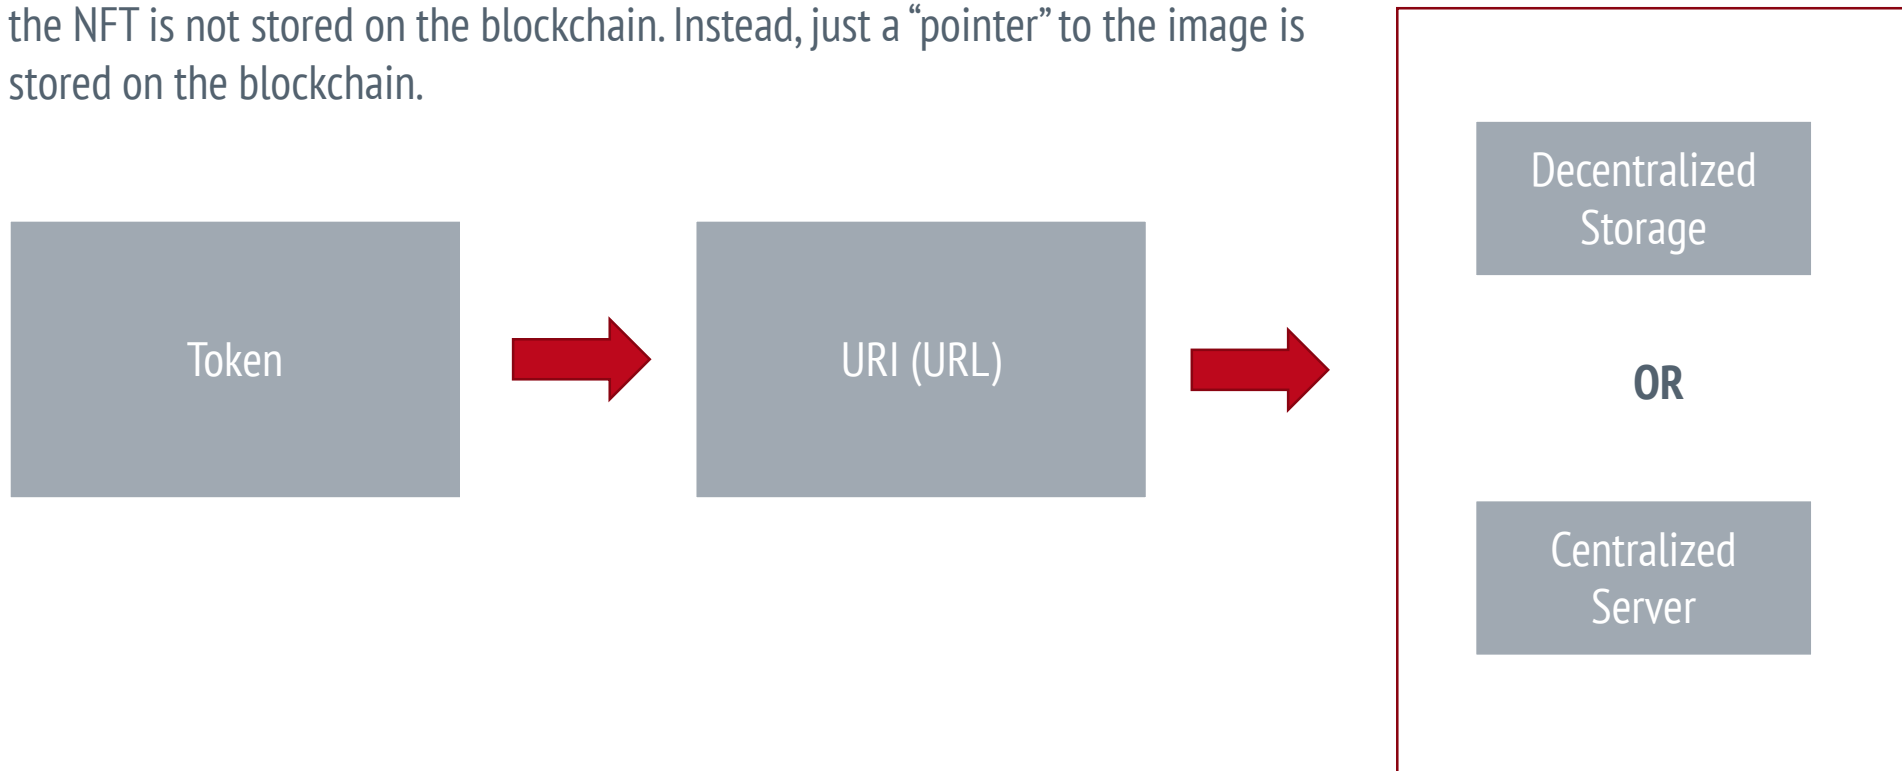 the NFT is not stored on the blockchain. Instead, just a “pointer” to the image is
stored on the blockchain.
Token
URI (URL)
Decentralized
Storage
OR
Centralized
Server